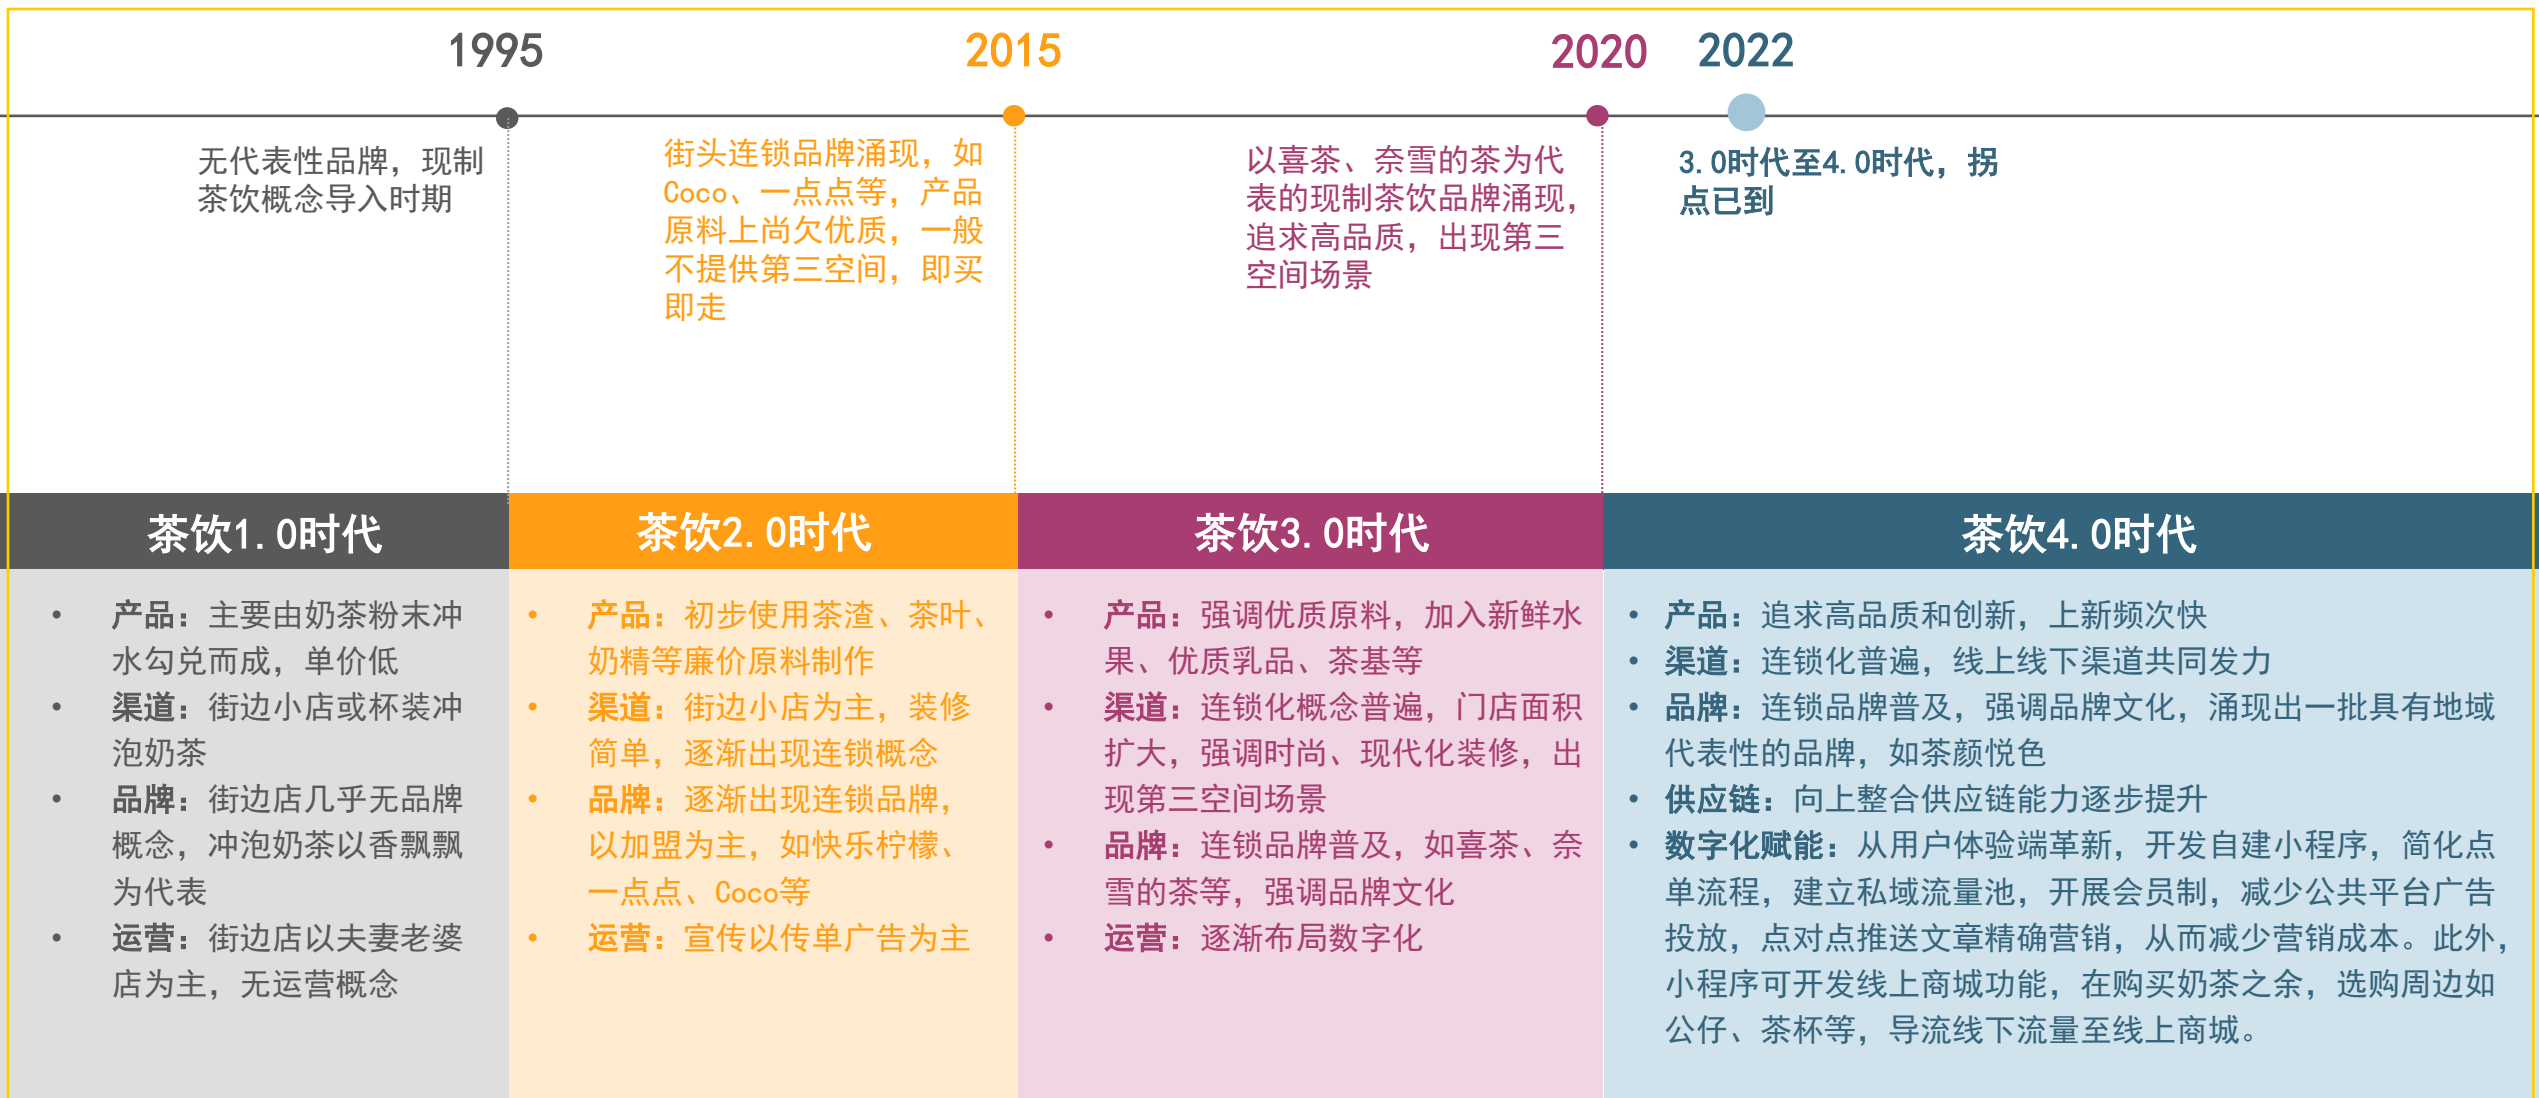 1995
2015
2020
2022
无代表性品牌，现制
茶饮概念导入时期
街头连锁品牌涌现，如
Coco、一点点等，产品
原料上尚欠优质，一般
不提供第三空间，即买
即走
以喜茶、奈雪的茶为代
表的现制茶饮品牌涌现，
追求高品质，出现第三
空间场景
3.0时代至4.0时代，拐
点已到
茶饮1.0时代
• 产品：主要由奶茶粉末冲
水勾兑而成，单价低
• 渠道：街边小店或杯装冲
泡奶茶
• 品牌：街边店几乎无品牌
概念，冲泡奶茶以香飘飘
为代表
• 运营：街边店以夫妻老婆
店为主，无运营概念
茶饮2.0时代
• 产品：初步使用茶渣、茶叶、
奶精等廉价原料制作
• 渠道：街边小店为主，装修
简单，逐渐出现连锁概念
• 品牌：逐渐出现连锁品牌，
以加盟为主，如快乐柠檬、
一点点、Coco等
• 运营：宣传以传单广告为主
茶饮3.0时代
• 产品：强调优质原料，加入新鲜水
果、优质乳品、茶基等
• 渠道：连锁化概念普遍，门店面积
扩大，强调时尚、现代化装修，出
现第三空间场景
• 品牌：连锁品牌普及，如喜茶、奈
雪的茶等，强调品牌文化
• 运营：逐渐布局数字化
茶饮4.0时代
• 产品：追求高品质和创新，上新频次快
• 渠道：连锁化普遍，线上线下渠道共同发力
• 品牌：连锁品牌普及，强调品牌文化，涌现出一批具有地域
代表性的品牌，如茶颜悦色
• 供应链：向上整合供应链能力逐步提升
• 数字化赋能：从用户体验端革新，开发自建小程序，简化点
单流程，建立私域流量池，开展会员制，减少公共平台广告
投放，点对点推送文章精确营销，从而减少营销成本。此外，
小程序可开发线上商城功能，在购买奶茶之余，选购周边如
公仔、茶杯等，导流线下流量至线上商城。